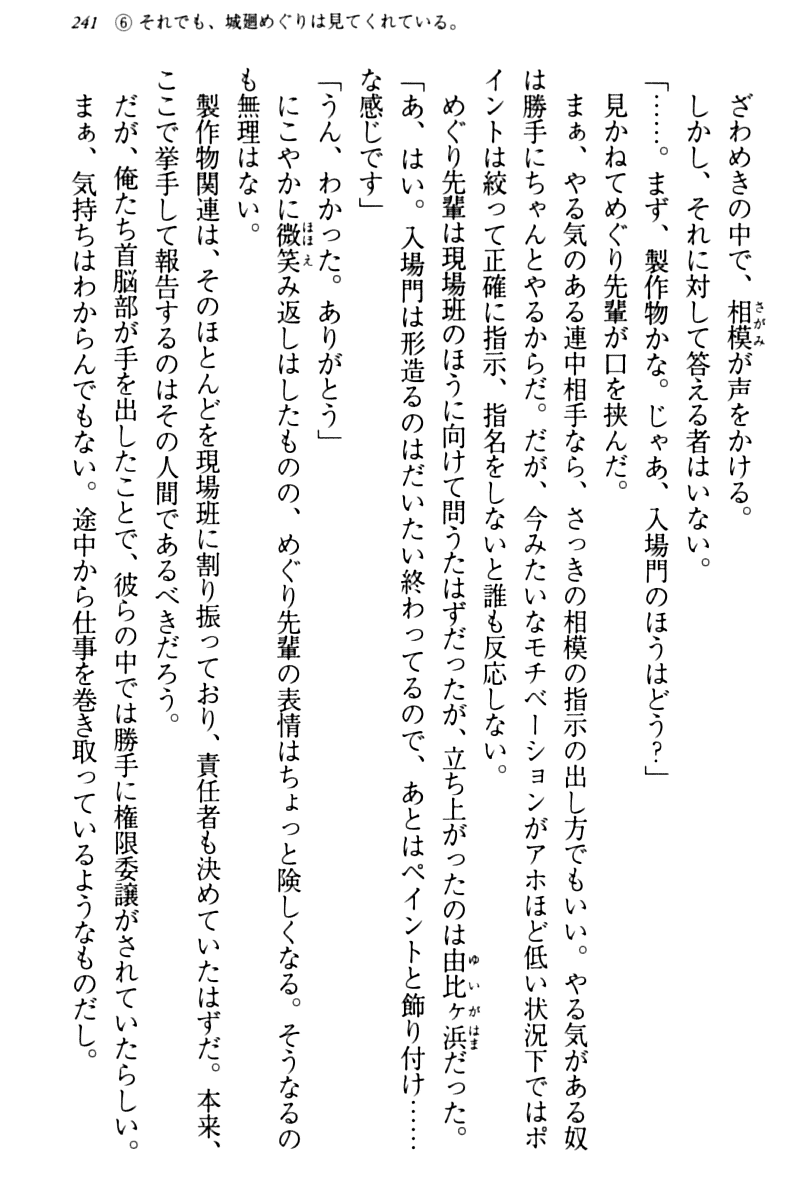 241 ⑥ それでも、城廻めぐりは見てくれている。
ざわめきの中で、相模が声をかける。
しかし、それに対して答える者はいない。
「……。まず、製作物かな。じゃあ、入場門のほうはどう？」
見かねてめぐり先輩が口を挟んだ。
まぁ、やる気のある連中相手なら、さっきの相模の指示の出し方でもいい。やる気がある奴
は勝手にちゃんとやるからだ。だが、今みたいなモチベーションがアホほど低い状況下ではポ
イントは絞って正確に指示、指名をしないと誰も反応しない。
めぐり先輩は現場班のほうに向けて問うたはずだったが、立ち上がったのは由比ヶ浜だった。
「あ、はい。入場門は形造るのはだいたい終わってるので、あとはペイントと飾り付け……
な感じです」
「うん、わかった。ありがとう」
にこやかに微笑み返しはしたものの、めぐり先輩の表情はちょっと険しくなる。そうなるの
も無理はない。
製作物関連は、そのほとんどを現場班に割り振っており、責任者も決めていたはずだ。本来、
ここで挙手して報告するのはその人間であるべきだろう。
だが、俺たち首脳部が手を出したことで、彼らの中では勝手に権限委譲がされていたらしい。
まぁ、気持ちはわからんでもない。途中から仕事を巻き取っているようなものだし。